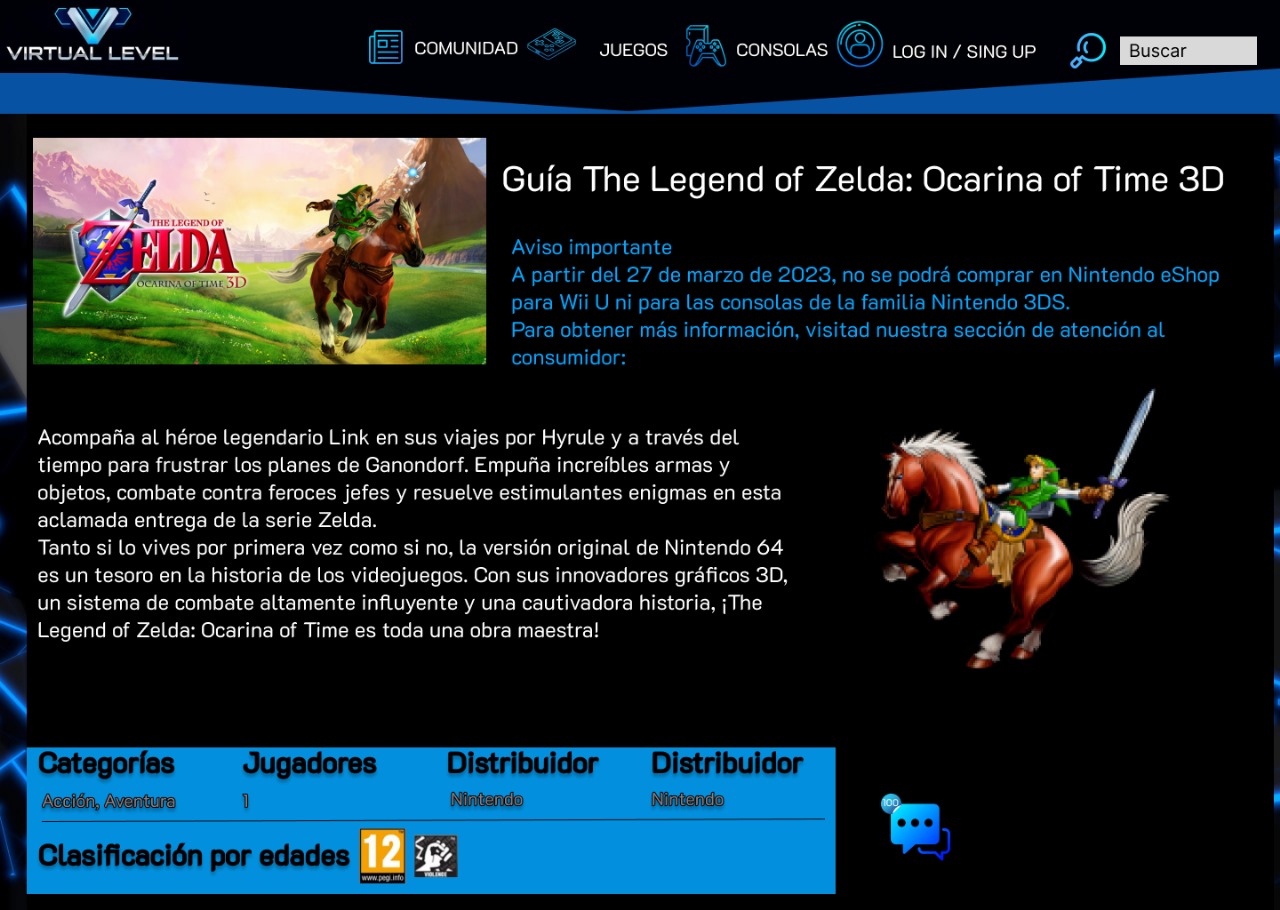 VIRTUAL LEVEL
COMUNIDAD
JUEGOS
CONSOLAS
LOG IN / SING UP
Buscar
THE LEGEND OF
ZELDA
OCARINA OF TIME 3D
Guía The Legend of Zelda: Ocarina of Time 3D
Aviso importante
A partir del 27 de marzo de 2023, no se podrá comprar en Nintendo eShop
para Wii U ni para las consolas de la familia Nintendo 3DS.
Para obtener más información, visitad nuestra sección de atención al
consumidor:
Acompaña al héroe legendario Link en sus viajes por Hyrule y a través del
tiempo para frustrar los planes de Ganondorf. Empuña increíbles armas y
objetos, combate contra feroces jefes y resuelve estimulantes enigmas en esta
aclamada entrega de la serie Zelda.
Tanto si lo vives por primera vez como si no, la versión original de Nintendo 64
es un tesoro en la historia de los videojuegos. Con sus innovadores gráficos 3D,
un sistema de combate altamente influyente y una cautivadora historia, ¡The
Legend of Zelda: Ocarina of Time es toda una obra maestra!
Categorías Jugadores Distribuidor Distribuidor
Acción, Aventura 1 Nintendo Nintendo
100
Clasificación por edades
12
www.pegi.info
VIOLENCE